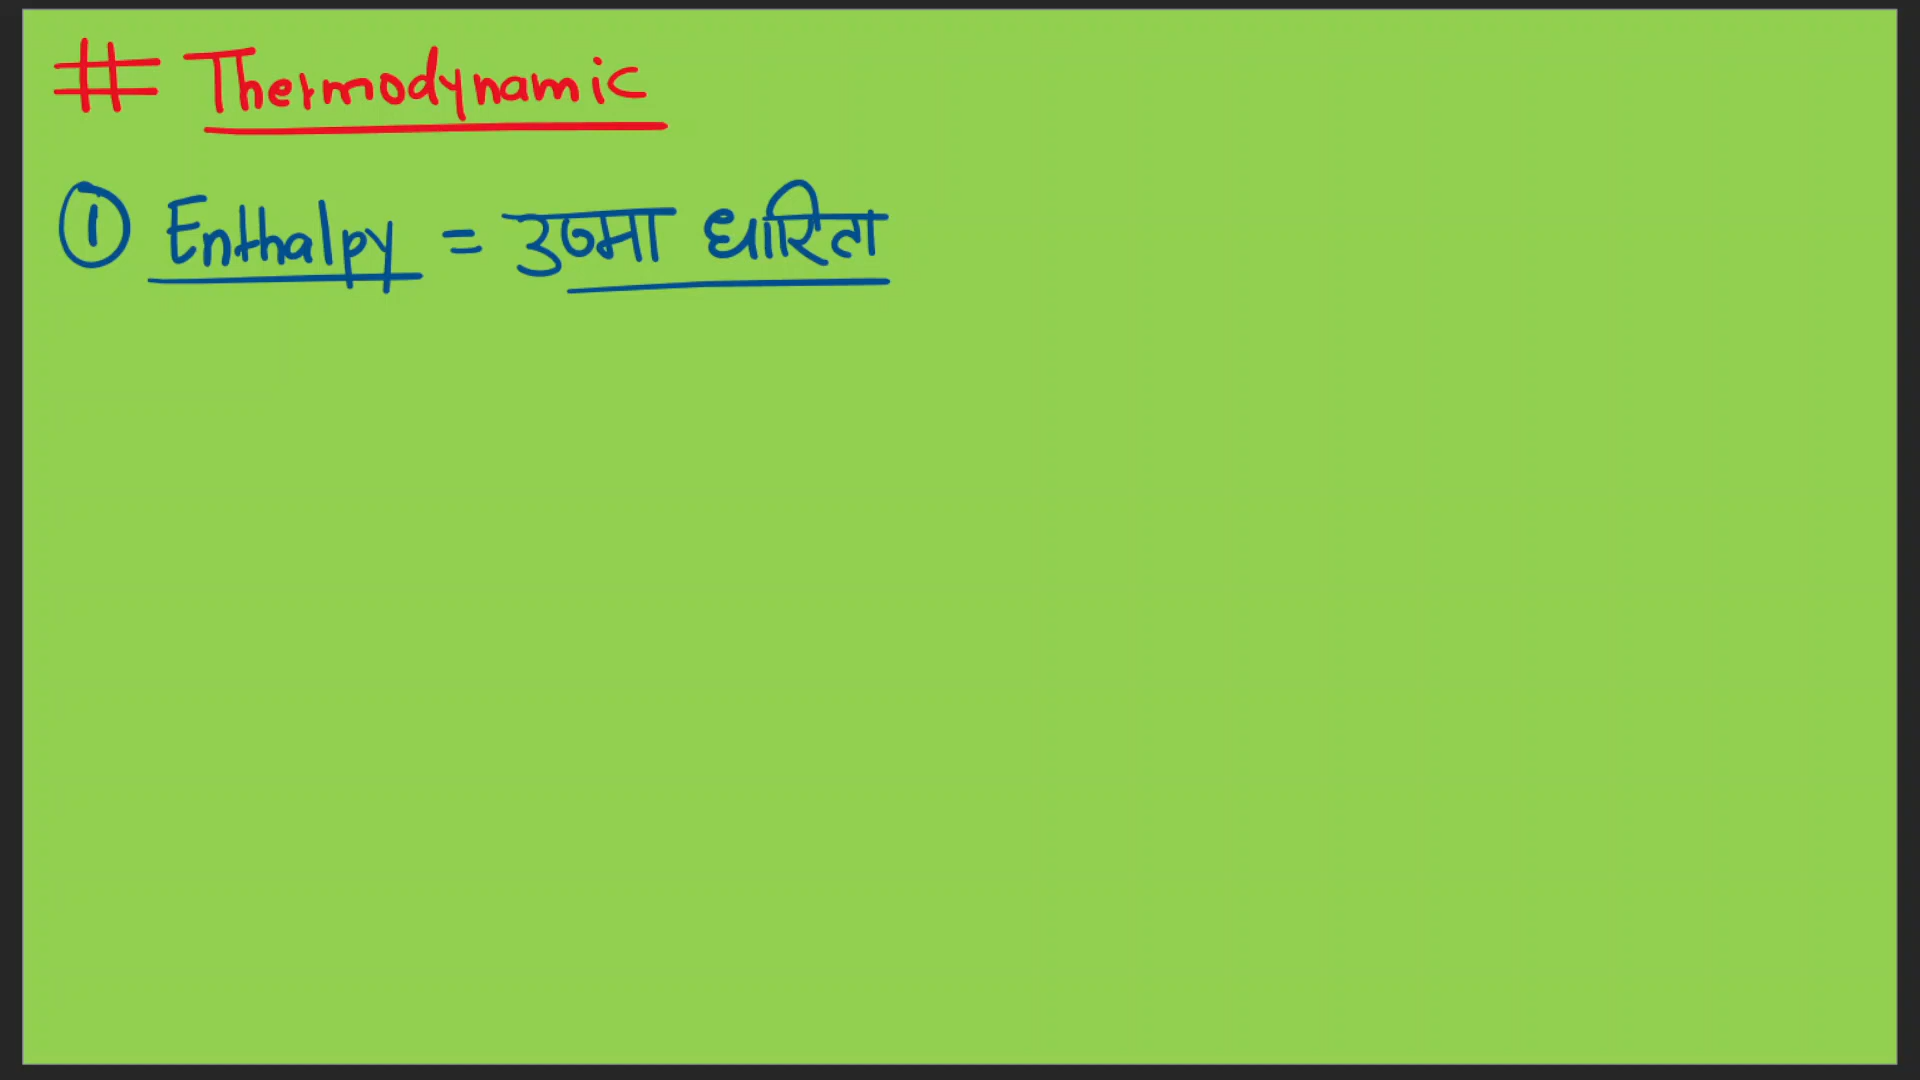 # Thermodynamic
① Enthalpy = उष्मा धारिता